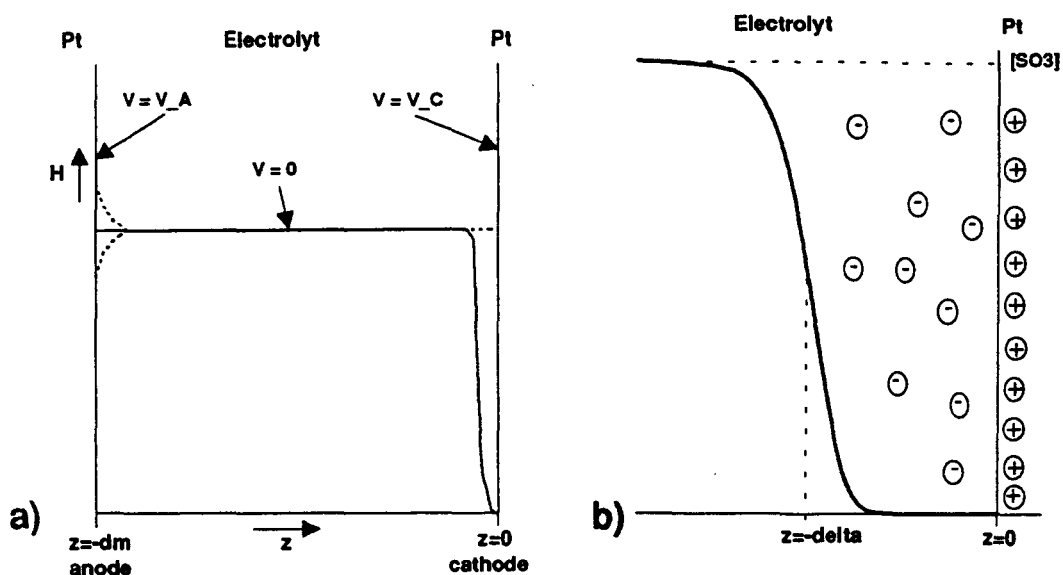 Pt
Electrolyt
Pt
V = V_A
V = V_C
H
V = 0
a)
z=-dm
anode
z
z=0
cathode
Electrolyt
Pt
[SO3]
b)
z=-delta
z=0